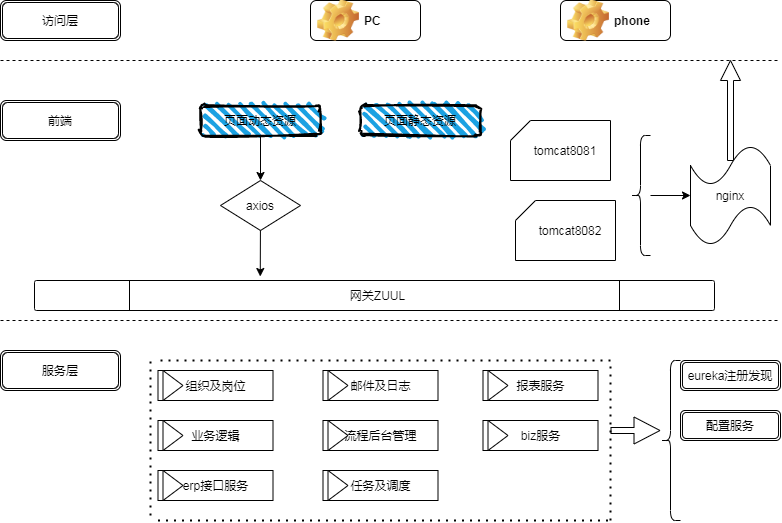 访问层
PC
phone
前端
页面动态资源
页面静态资源
tomcat8081
axios
nginx
tomcat8082
网关ZUUL
服务层
组织及岗位
邮件及日志
报表服务
eureka注册发现
业务逻辑
流程后台管理
biz服务
配置服务
erp接口服务
任务及调度